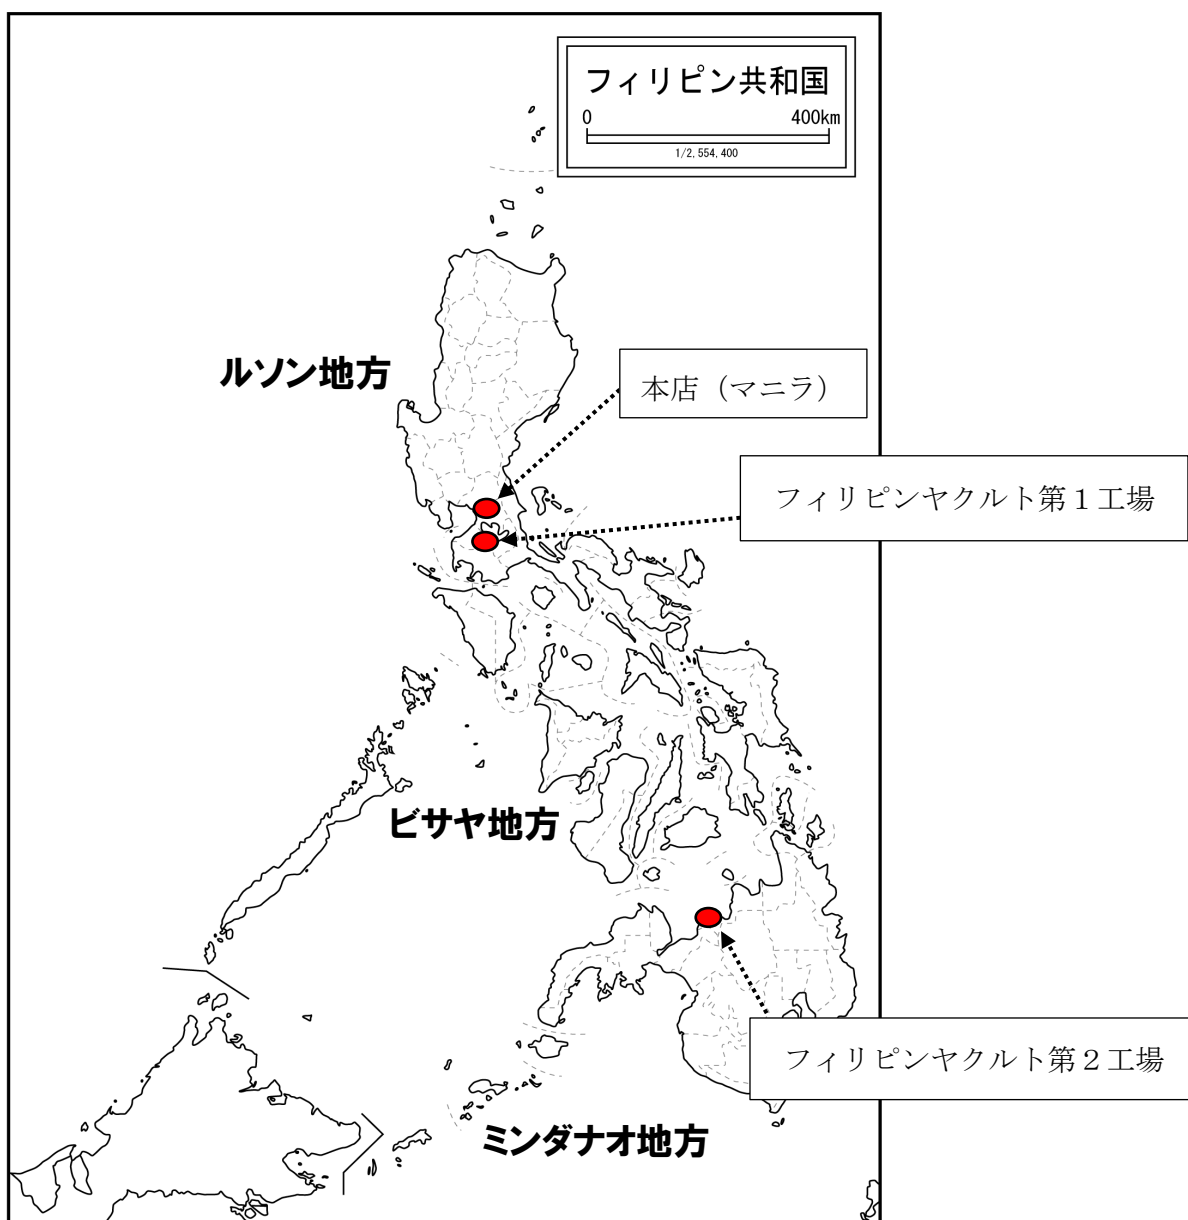 フィリピン共和国
0 400km
1/2,554,400
ルソン地方
本店（マニラ）
フィリピンヤクルト第１工場
ビサヤ地方
フィリピンヤクルト第２工場
ミンダナオ地方